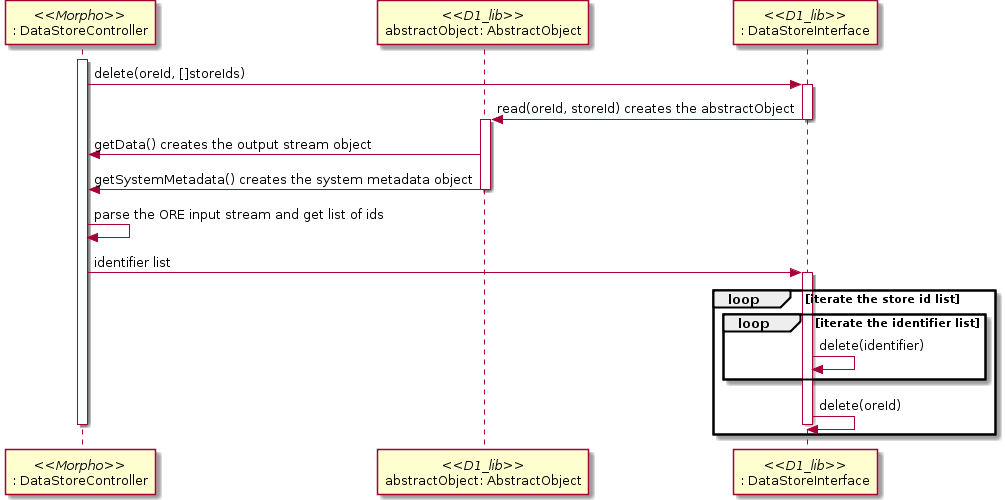 <<Morpho>>
: DataStoreController
<<D1_lib>>
abstractObject: AbstractObject
<<D1_lib>>
: DataStoreInterface
delete(oreId, []storeIds)
read(oreId, storeId) creates the abstractObject
getData() creates the output stream object
getSystemMetadata() creates the system metadata object
parse the ORE input stream and get list of ids
identifier list
loop [iterate the store id list]
loop [iterate the identifier list]
delete(identifier)
delete(oreId)
<<Morpho>>
: DataStoreController
<<D1_lib>>
abstractObject: AbstractObject
<<D1_lib>>
: DataStoreInterface